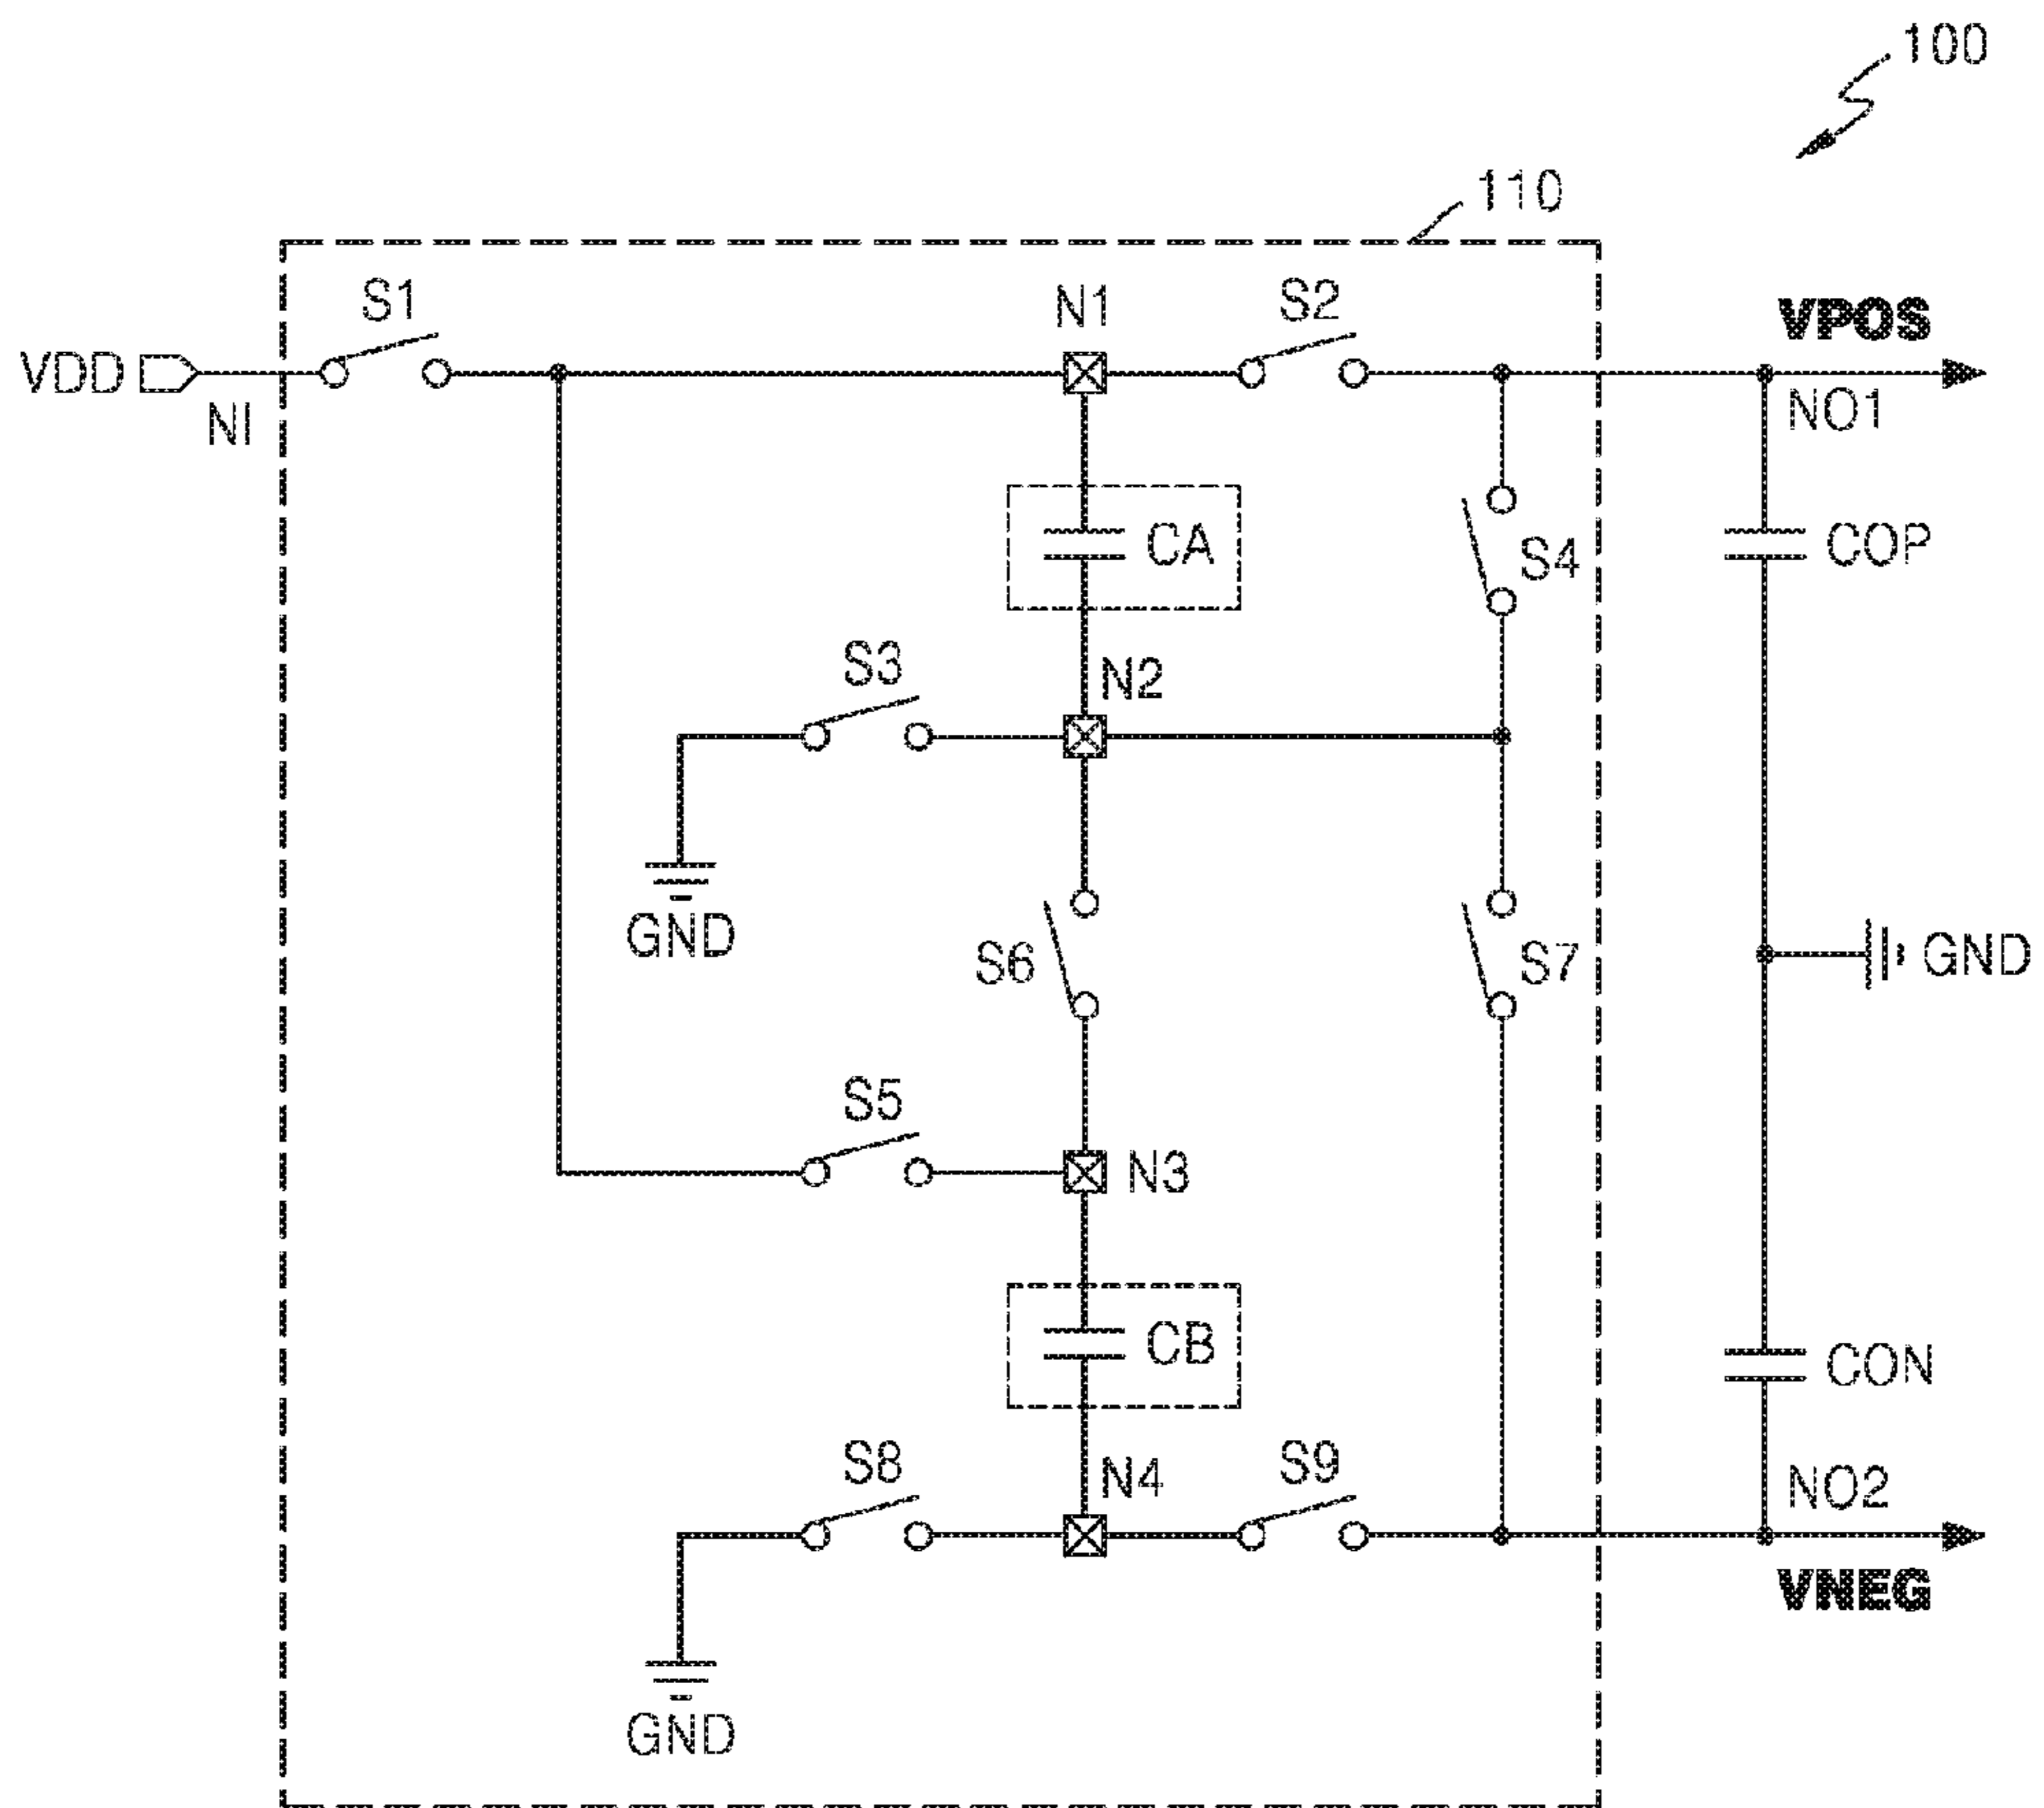 100
110
S1
N1
S2
VPOS
VDD
NI
NO1
CA
S4
COP
S3
N2
GND
S6
S7
GND
S5
N3
CB
CON
S8
N4
S9
NO2
VNEG
GND